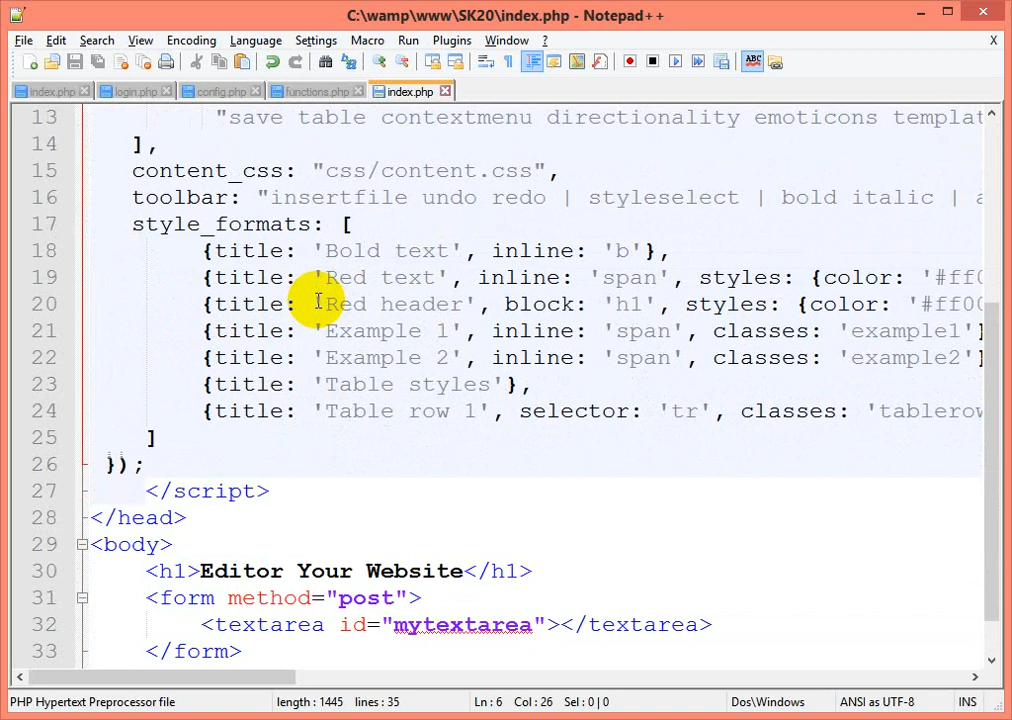 C:\wamp\www\SK20\index.php - Notepad++
File Edit Search View Encoding Language Settings Macro Run Plugins Window ? X
index.php login.php config.php functions.php index.php
13 "save table contextmenu directionality emoticons templat
14 ],
15 content_css: "css/content.css",
16 toolbar: "insertfile undo redo | styleselect | bold italic | a
17 style_formats: [
18 {title: 'Bold text', inline: 'b'},
19 {title: 'Red text', inline: 'span', styles: {color: '#ff0
20 {title: 'Red header', block: 'h1', styles: {color: '#ff00
21 {title: 'Example 1', inline: 'span', classes: 'example1'}
22 {title: 'Example 2', inline: 'span', classes: 'example2'}
23 {title: 'Table styles'},
24 {title: 'Table row 1', selector: 'tr', classes: 'tablerow
25 ]
26 });
27 </script>
28 </head>
29 <body>
30 <h1>Editor Your Website</h1>
31 <form method="post">
32 <textarea id="mytextarea"></textarea>
33 </form>
PHP Hypertext Preprocessor file length : 1445 lines : 35 Ln : 6 Col : 26 Sel : 0 | 0 Dos\Windows ANSI as UTF-8 INS